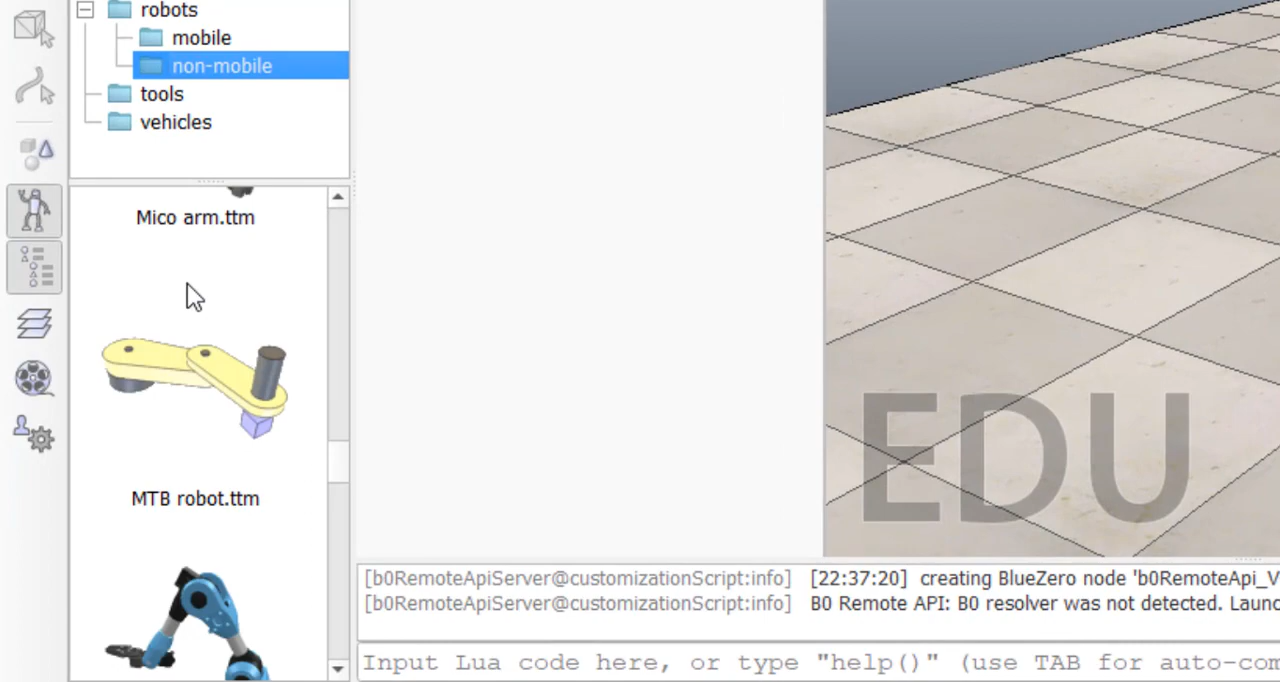 robots
mobile
non-mobile
tools
vehicles
Mico arm.ttm
MTB robot.ttm
EDU
[b0RemoteApiServer@customizationScript:info] [22:37:20] creating BlueZero node 'b0RemoteApi_V
[b0RemoteApiServer@customizationScript:info] B0 Remote API: B0 resolver was not detected. Launc
Input Lua code here, or type "help()" (use TAB for auto-com